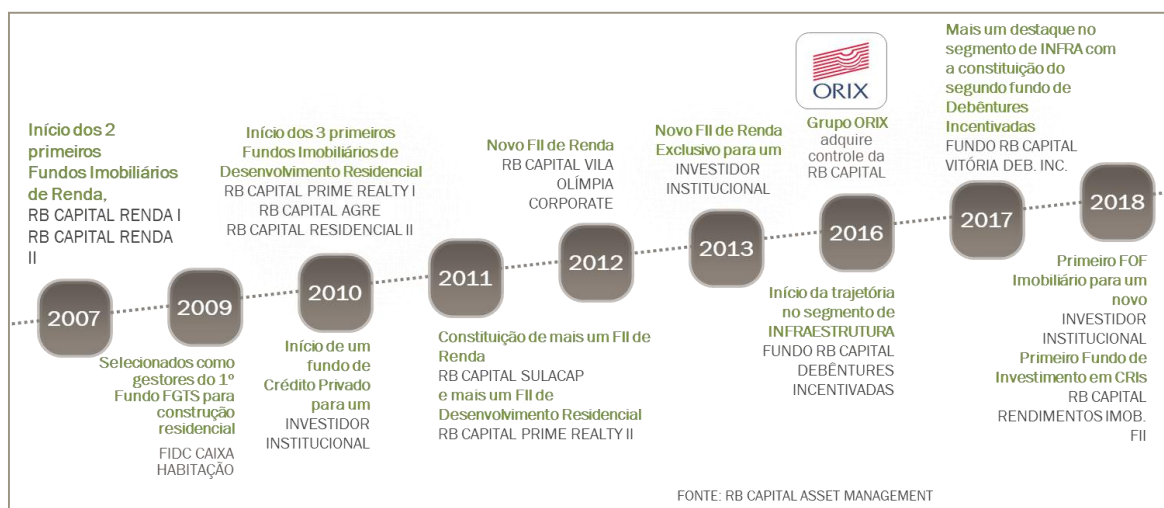 Início dos 2
primeiros
Fundos Imobiliários
de Renda,
RB CAPITAL RENDA I
RB CAPITAL RENDA
II
2007
2009
Selecionados como
gestores do 1º
Fundo FGTS para
construção
residencial
FIDC CAIXA
HABITAÇÃO
Início dos 3 primeiros
Fundos Imobiliários de
Desenvolvimento Residencial
RB CAPITAL PRIME REALTY I
RB CAPITAL AGRE
RB CAPITAL RESIDENCIAL II
2010
Início de um
fundo de
Crédito Privado
para um
INVESTIDOR
INSTITUCIONAL
2011
Constituição de mais um FII de
Renda
RB CAPITAL SULACAP
e mais um FII de
Desenvolvimento Residencial
RB CAPITAL PRIME REALTY II
Novo FII de Renda
RB CAPITAL VILA
OLÍMPIA
CORPORATE
2012
Novo FII de Renda
Exclusivo para um
INVESTIDOR
INSTITUCIONAL
2013
ORIX
Grupo ORIX
adquire
controle da
RB CAPITAL
2016
Início da trajetória
no segmento de
INFRAESTRUTURA
FUNDO RB CAPITAL
DEBÊNTURES
INCENTIVADAS
Mais um destaque no
segmento de INFRA com
a constituição do
segundo fundo de
Debêntures
Incentivadas
FUNDO RB CAPITAL
VITÓRIA DEB. INC.
2017
2018
Primeiro FOF
Imobiliário para um
novo
INVESTIDOR
INSTITUCIONAL
Primeiro Fundo de
Investimento em CRIs
RB CAPITAL
RENDIMENTOS IMOB.
FII
FONTE: RB CAPITAL ASSET MANAGEMENT